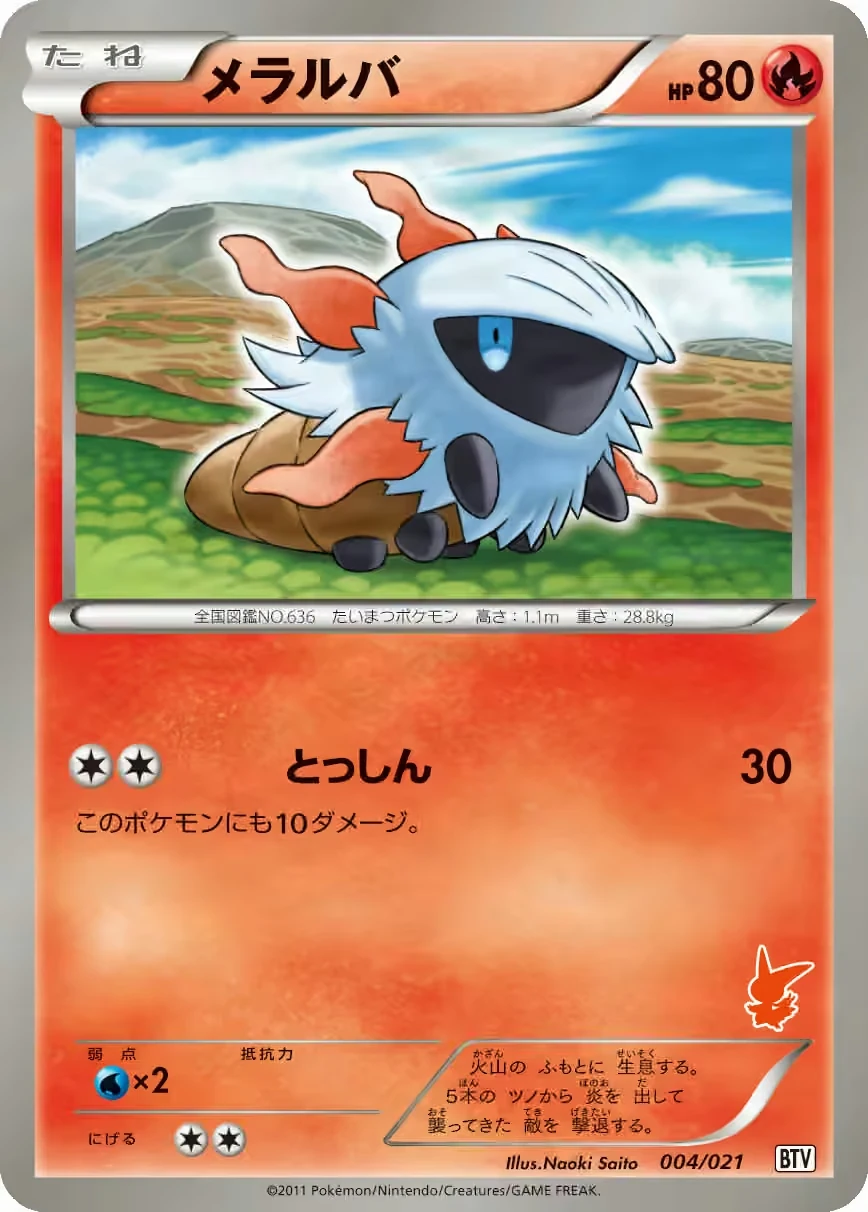 たね メラルバ HP80
全国図鑑NO.636 たいまつポケモン 高さ：1.1m 重さ：28.8kg
とっしん 30
このポケモンにも10ダメージ。
弱点 抵抗力
×2
にげる
火山の ふもとに 生息する。
5本の ツノから 炎を 出して
襲ってきた 敵を 撃退する。
Illus.Naoki Saito 004/021 BTV
©2011 Pokémon/Nintendo/Creatures/GAME FREAK.